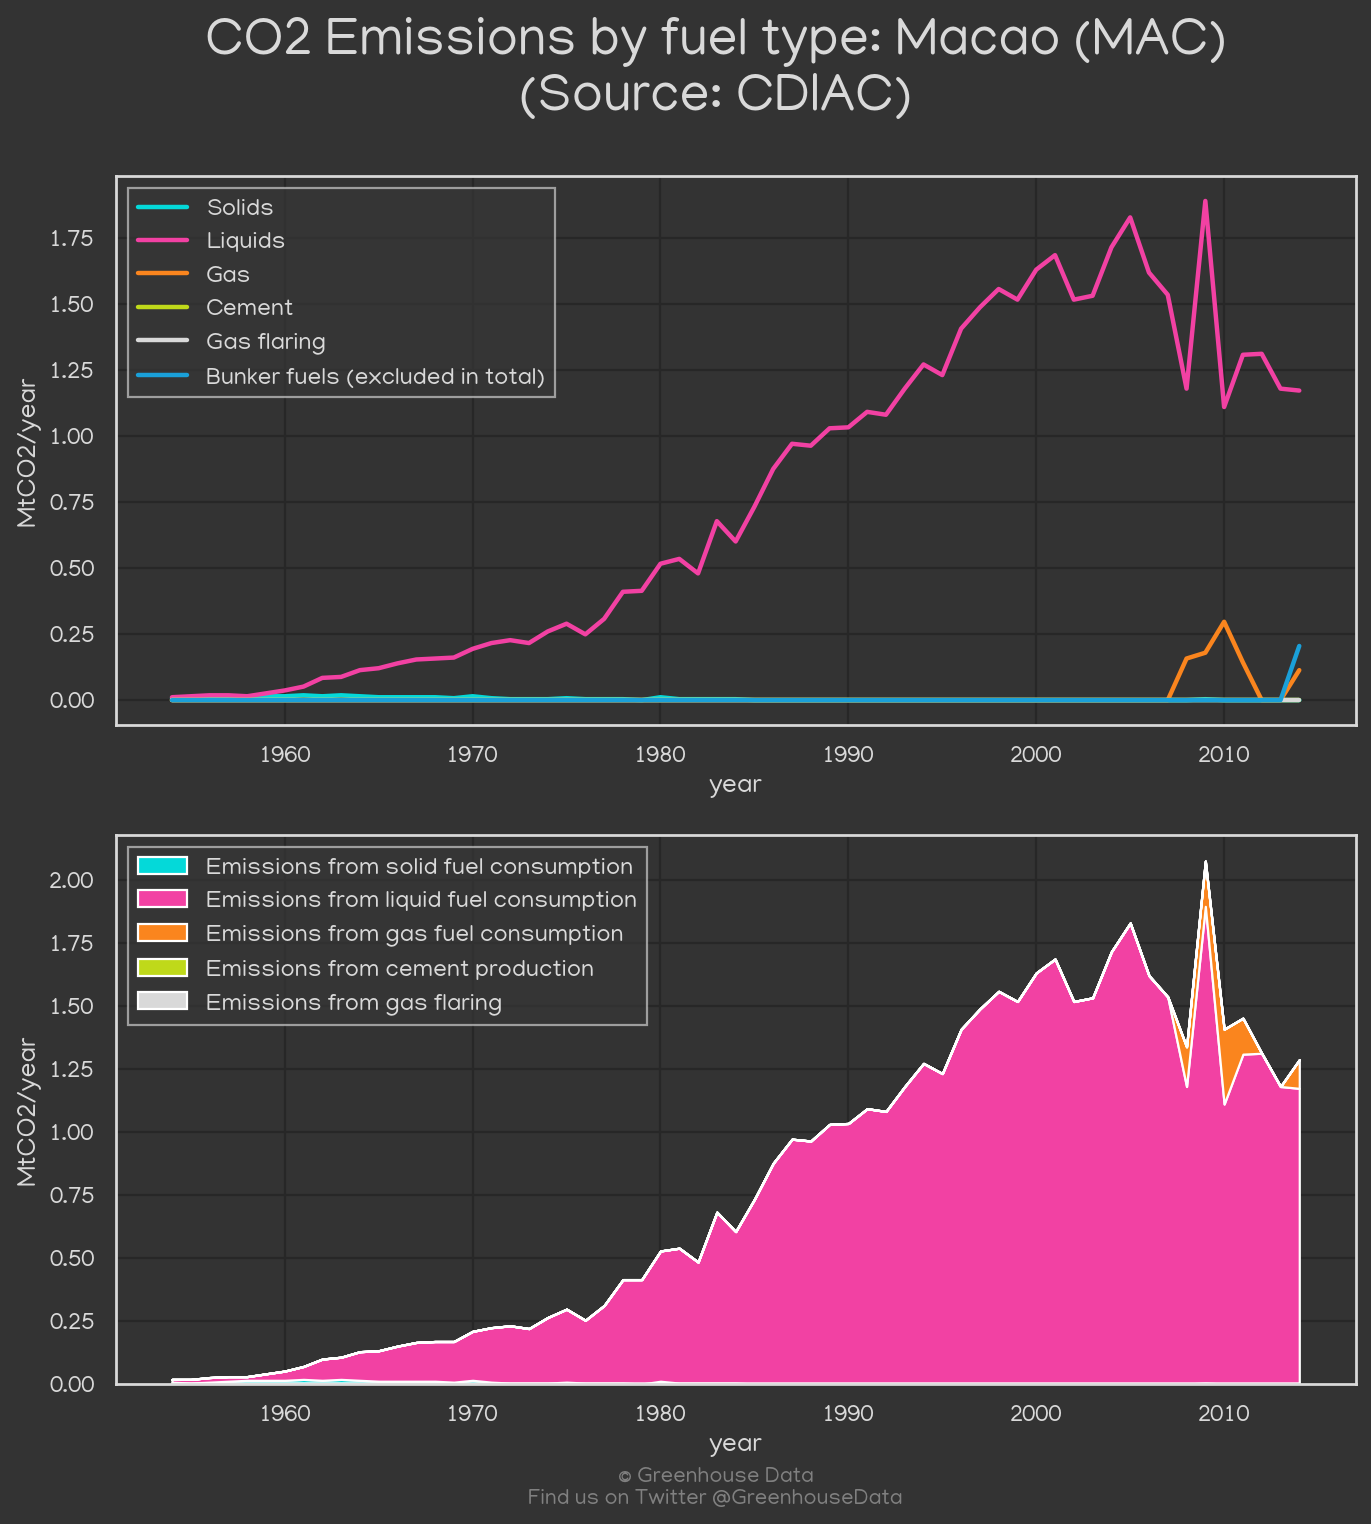 CO2 Emissions by fuel type: Macao (MAC)
(Source: CDIAC)
Solids
Liquids
Gas
Cement
Gas flaring
Bunker fuels (excluded in total)
MtCO2/year
1.75
1.50
1.25
1.00
0.75
0.50
0.25
0.00
1960 1970 1980 1990 2000 2010
year
Emissions from solid fuel consumption
Emissions from liquid fuel consumption
Emissions from gas fuel consumption
Emissions from cement production
Emissions from gas flaring
MtCO2/year
2.00
1.75
1.50
1.25
1.00
0.75
0.50
0.25
0.00
1960 1970 1980 1990 2000 2010
year
© Greenhouse Data
Find us on Twitter @GreenhouseData